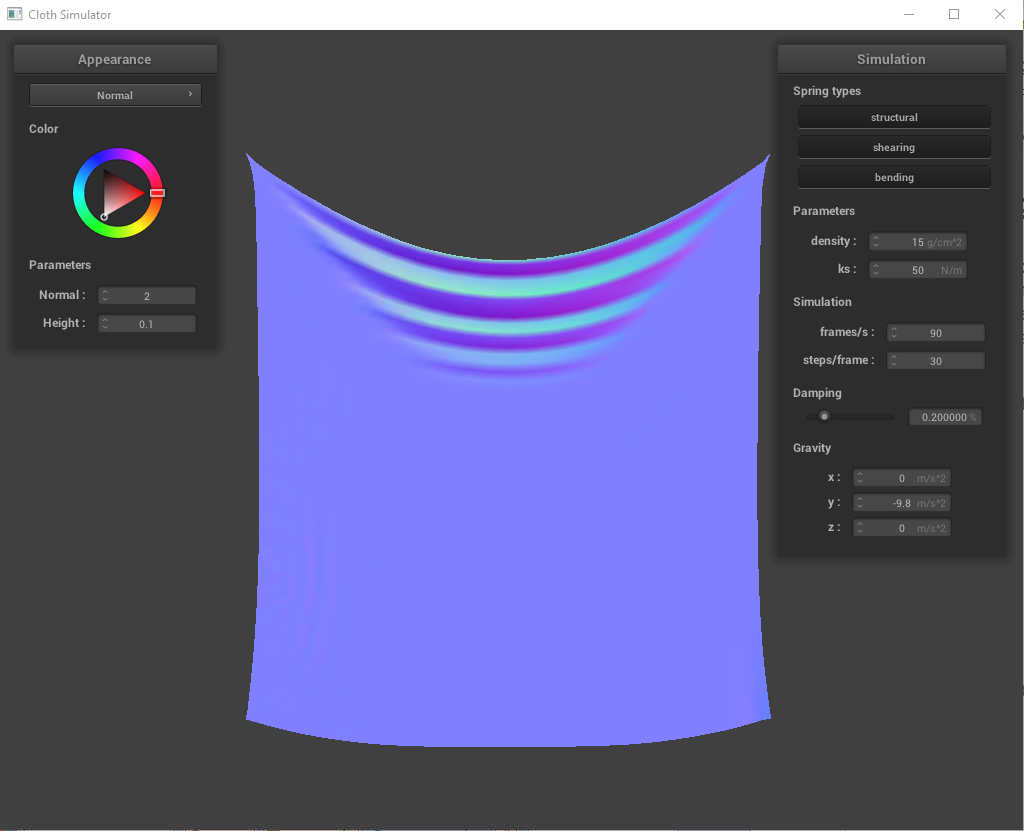 Cloth Simulator
Appearance
Normal
Color
Parameters
Normal : 2
Height : 0.1
Simulation
Spring types
structural
shearing
bending
Parameters
density : 15 g/cm^2
ks : 50 N/m
Simulation
frames/s : 90
steps/frame : 30
Damping
0.200000 %
Gravity
x : 0 m/s^2
y : -9.8 m/s^2
z : 0 m/s^2